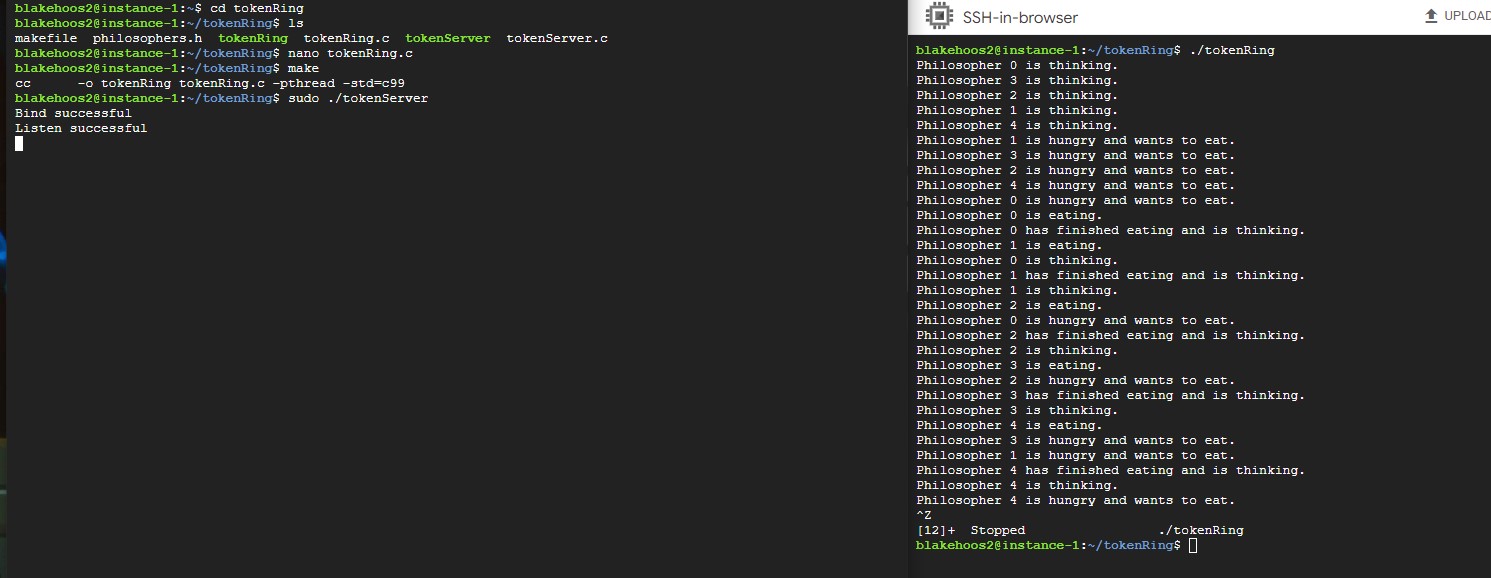 blakehoos2@instance-1:~$ cd tokenRing
blakehoos2@instance-1:~/tokenRing$ ls
makefile  philosophers.h  tokenRing  tokenRing.c  tokenServer  tokenServer.c
blakehoos2@instance-1:~/tokenRing$ nano tokenRing.c
blakehoos2@instance-1:~/tokenRing$ make
cc      -o tokenRing tokenRing.c -pthread -std=c99
blakehoos2@instance-1:~/tokenRing$ sudo ./tokenServer
Bind successful
Listen successful
SSH-in-browser
UPLOAD
blakehoos2@instance-1:~/tokenRing$ ./tokenRing
Philosopher 0 is thinking.
Philosopher 3 is thinking.
Philosopher 2 is thinking.
Philosopher 1 is thinking.
Philosopher 4 is thinking.
Philosopher 1 is hungry and wants to eat.
Philosopher 3 is hungry and wants to eat.
Philosopher 2 is hungry and wants to eat.
Philosopher 4 is hungry and wants to eat.
Philosopher 0 is hungry and wants to eat.
Philosopher 0 is eating.
Philosopher 0 has finished eating and is thinking.
Philosopher 1 is eating.
Philosopher 0 is thinking.
Philosopher 1 has finished eating and is thinking.
Philosopher 1 is thinking.
Philosopher 2 is eating.
Philosopher 0 is hungry and wants to eat.
Philosopher 2 has finished eating and is thinking.
Philosopher 2 is thinking.
Philosopher 3 is eating.
Philosopher 2 is hungry and wants to eat.
Philosopher 3 has finished eating and is thinking.
Philosopher 3 is thinking.
Philosopher 4 is eating.
Philosopher 3 is hungry and wants to eat.
Philosopher 1 is hungry and wants to eat.
Philosopher 4 has finished eating and is thinking.
Philosopher 4 is thinking.
Philosopher 4 is hungry and wants to eat.
^Z
[12]+  Stopped                 ./tokenRing
blakehoos2@instance-1:~/tokenRing$